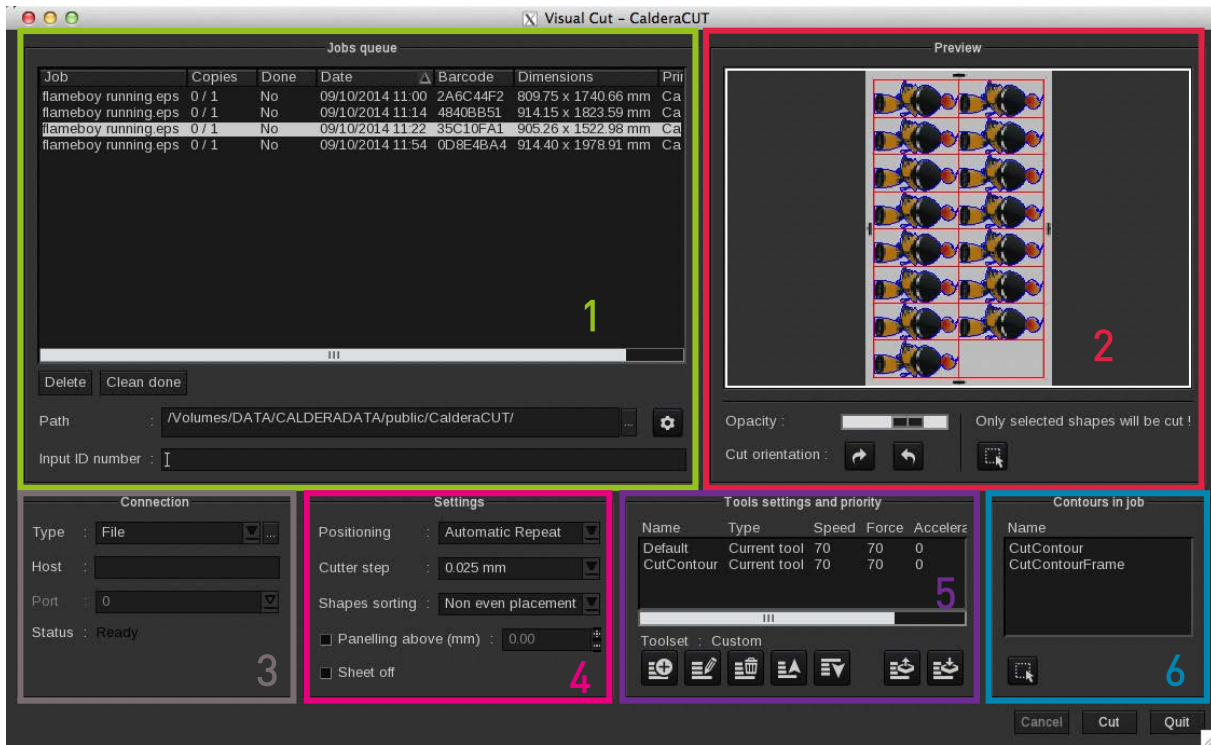 Visual Cut - CalderaCUT
Jobs queue
Job Copies Done Date Barcode Dimensions Prin
flameboy running.eps 0 / 1 No 09/10/2014 11:00 2A6C44F2 809.75 x 1740.66 mm Ca
flameboy running.eps 0 / 1 No 09/10/2014 11:14 4840BB51 914.15 x 1823.59 mm Ca
flameboy running.eps 0 / 1 No 09/10/2014 11:22 35C10FA1 905.26 x 1522.98 mm Ca
flameboy running.eps 0 / 1 No 09/10/2014 11:54 0D8E4BA4 914.40 x 1978.91 mm Ca
1
Delete Clean done
Path : /Volumes/DATA/CALDERADATA/public/CalderaCUT/ ...
Input ID number :
Preview
2
Opacity : Only selected shapes will be cut !
Cut orientation :
Connection
Type : File ...
Host :
Port : 0
Status : Ready
3
Settings
Positioning : Automatic Repeat
Cutter step : 0.025 mm
Shapes sorting : Non even placement
Panelling above (mm) : 0.00
Sheet off
4
Tools settings and priority
Name Type Speed Force Accelera
Default Current tool 70 70 0
CutContour Current tool 70 70 0
5
Toolset : Custom
Contours in job
Name
CutContour
CutContourFrame
6
Cancel Cut Quit